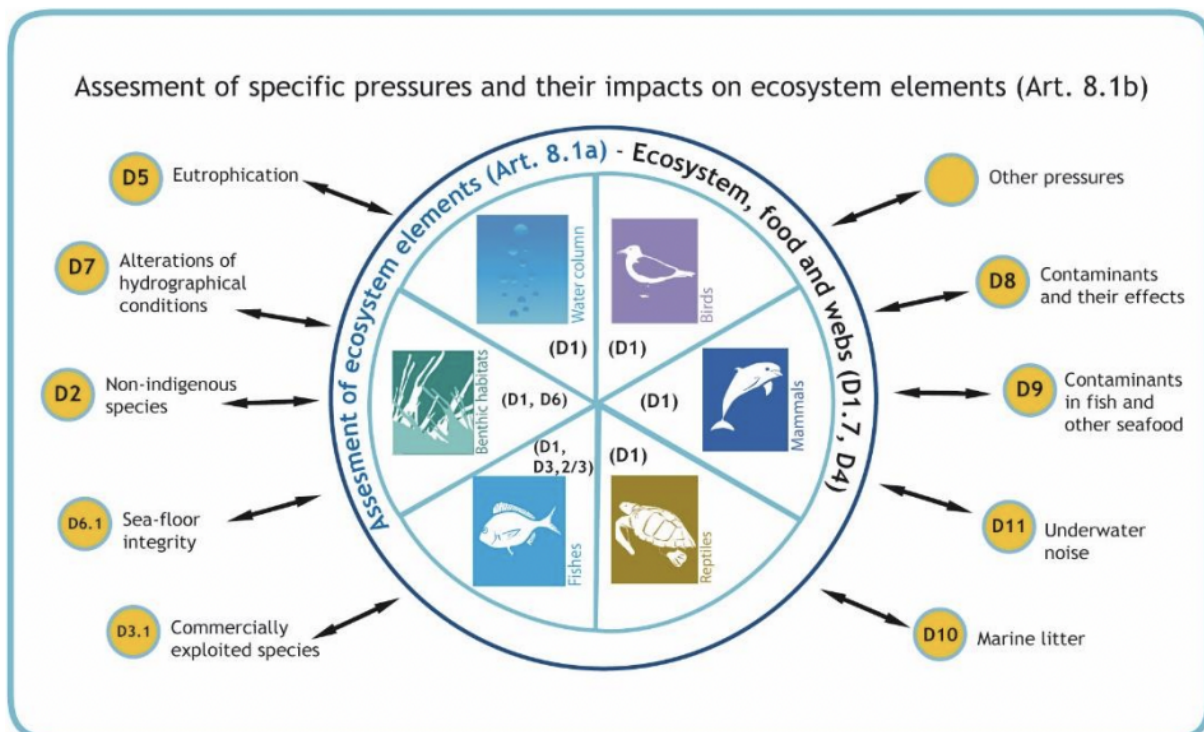 Assesment of specific pressures and their impacts on ecosystem elements (Art. 8.1b)
Assesment of ecosystem elements (Art. 8.1a) - Ecosystem, food and webs (D1.7, D4)
D5
Eutrophication
D7
Alterations of
hydrographical
conditions
D2
Non-indigenous
species
D6.1
Sea-floor
integrity
D3.1
Commercially
exploited species
Water column
(D1)
Birds
(D1)
Benthic habitats
(D1, D6)
Mammals
(D1)
Fishes
(D1,
D3,2/3)
Reptiles
(D1)
Other pressures
D8
Contaminants
and their effects
D9
Contaminants
in fish and
other seafood
D11
Underwater
noise
D10
Marine litter